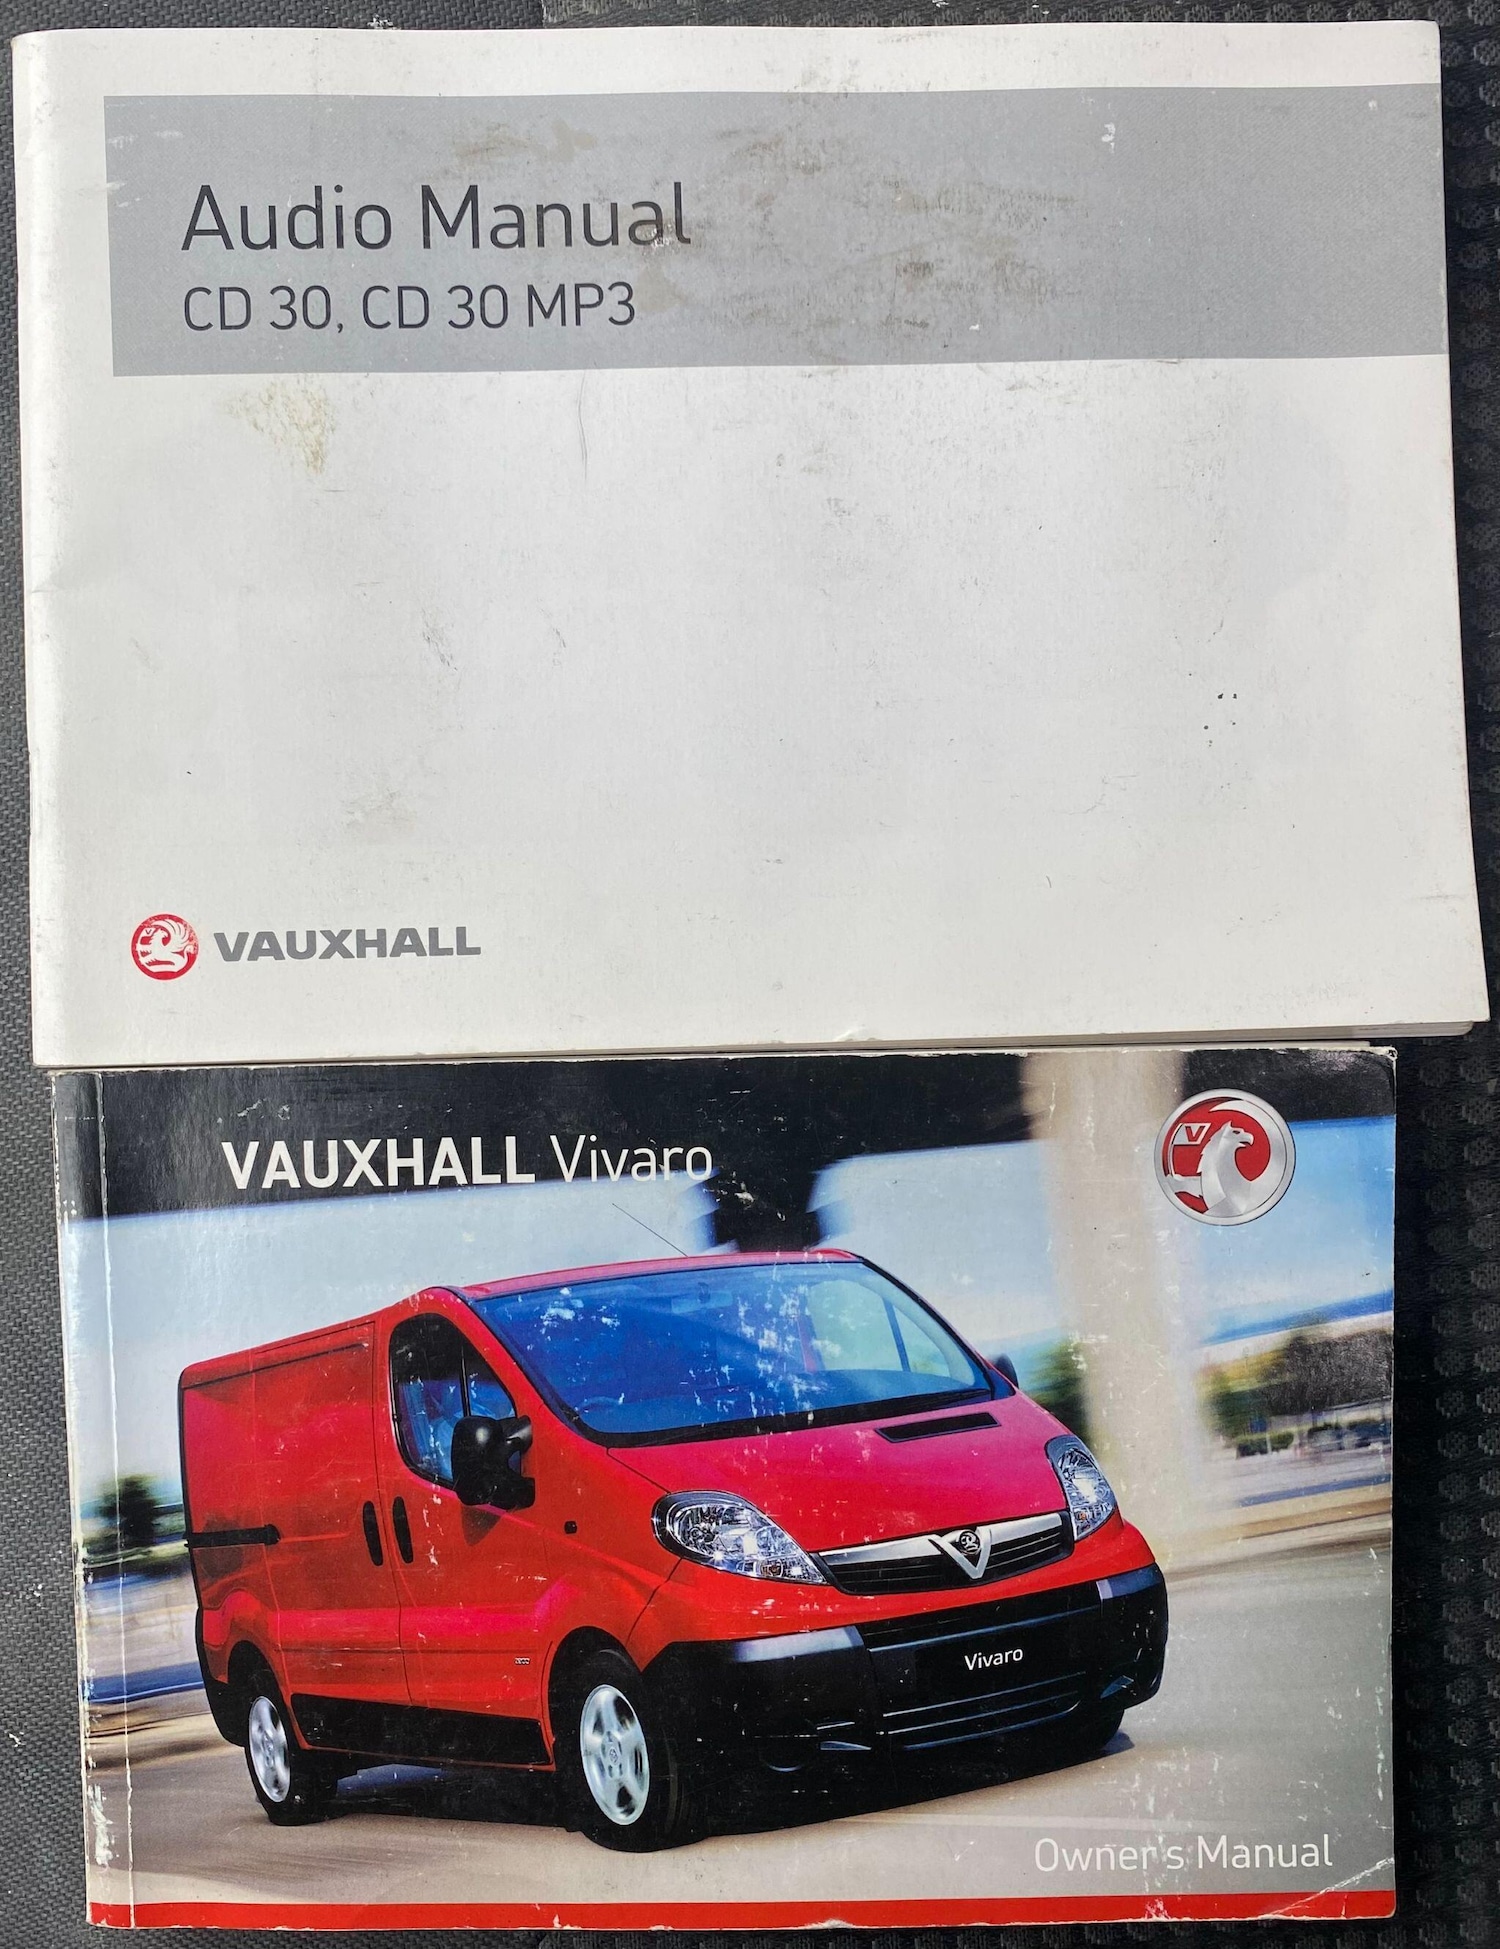 Audio Manual
CD 30, CD 30 MP3
VAUXHALL
VAUXHALL Vivaro
V
Vivaro
Owner's Manual